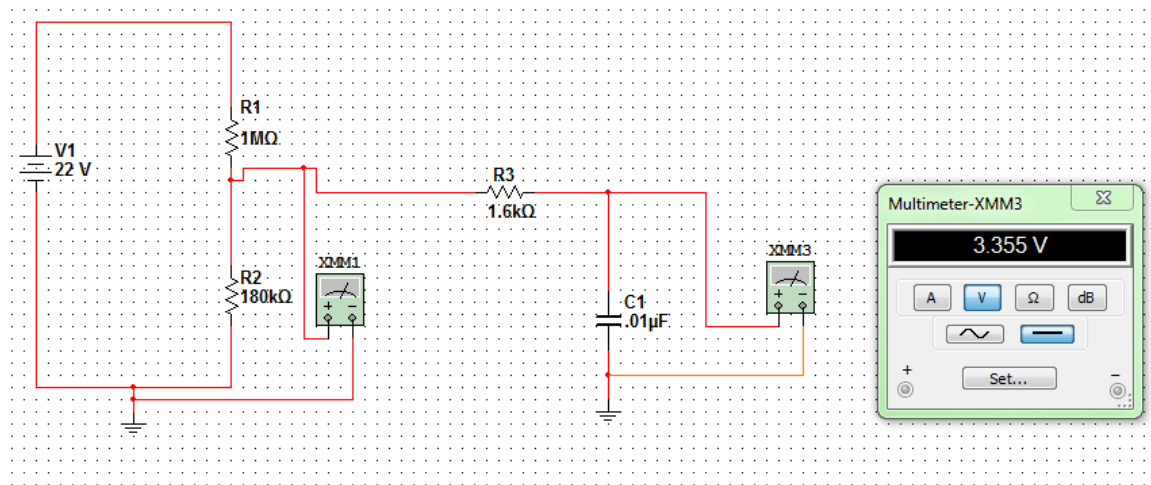 R1
1MΩ
V1
22 V
R3
1.6kΩ
R2
180kΩ
XMM1
+ −
C1
.01µF
XMM3
+ −
Multimeter-XMM3
3.355 V
A V Ω dB
+ −
Set...